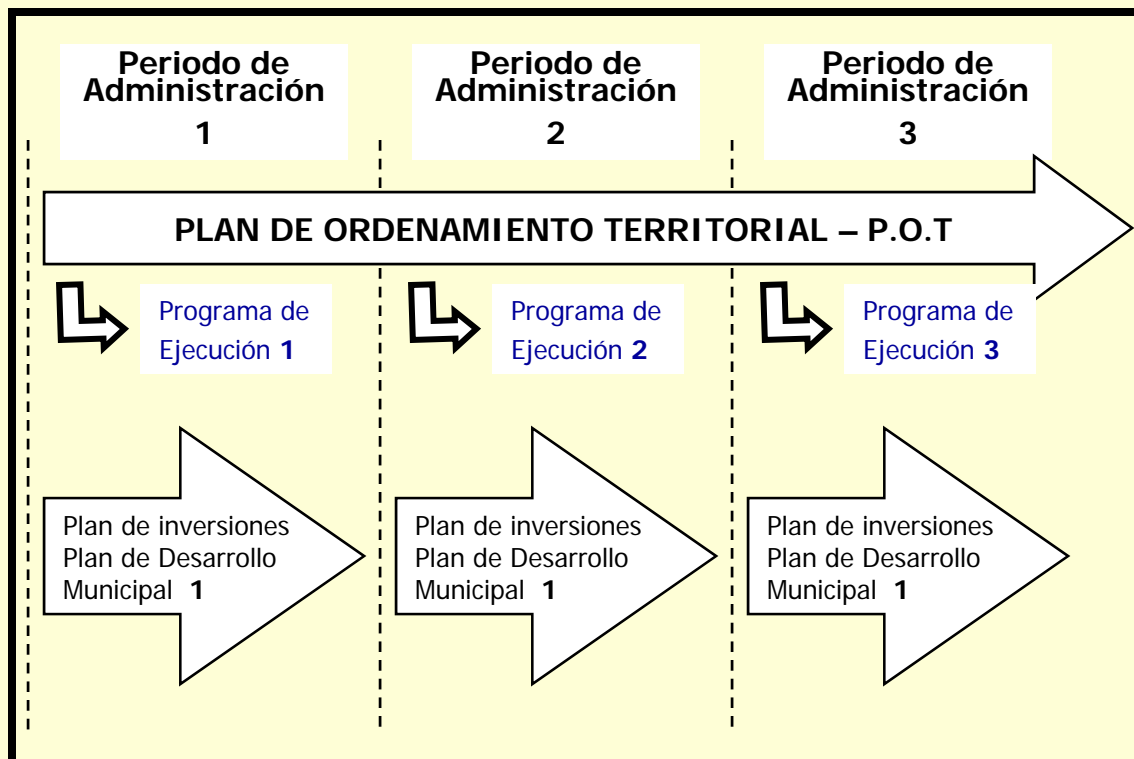 Periodo de
Administración
1
Periodo de
Administración
2
Periodo de
Administración
3
PLAN DE ORDENAMIENTO TERRITORIAL – P.O.T
Programa de
Ejecución 1
Programa de
Ejecución 2
Programa de
Ejecución 3
Plan de inversiones
Plan de Desarrollo
Municipal 1
Plan de inversiones
Plan de Desarrollo
Municipal 1
Plan de inversiones
Plan de Desarrollo
Municipal 1